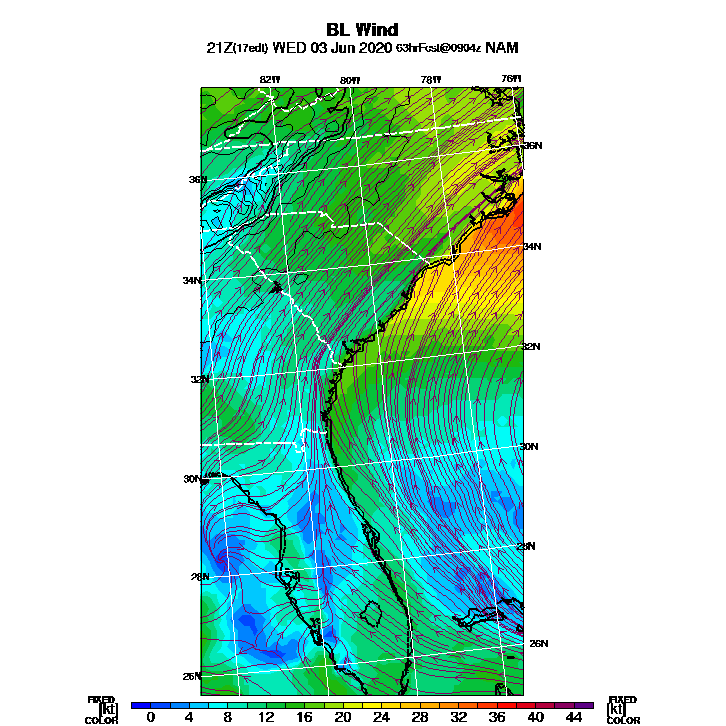 BL Wind
21Z(17edt) WED 03 Jun 2020 63hrFcst@0904z NAM
82W 80W 78W 76W
36N
36N
34N
34N
32N
32N
30N
30N
28N
28N
26N
26N
FIXED FIXED
[kt] 0 4 8 12 16 20 24 28 32 36 40 44 [kt]
COLOR COLOR